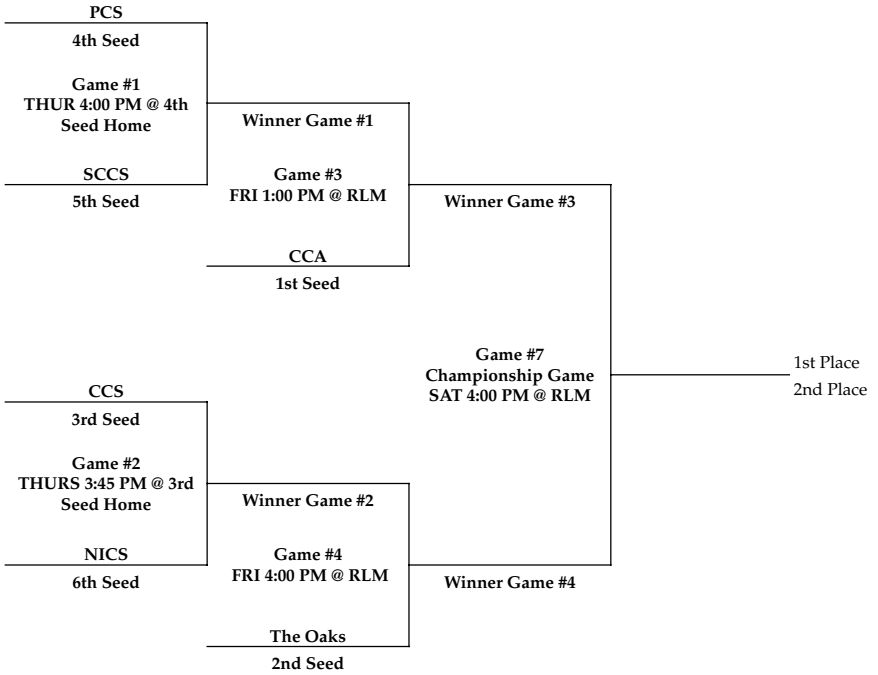 PCS
4th Seed
Game #1
THUR 4:00 PM @ 4th
Seed Home
Winner Game #1
SCCS
5th Seed
Game #3
FRI 1:00 PM @ RLM
Winner Game #3
CCA
1st Seed
Game #7
Championship Game
SAT 4:00 PM @ RLM
1st Place
2nd Place
CCS
3rd Seed
Game #2
THURS 3:45 PM @ 3rd
Seed Home
Winner Game #2
NICS
6th Seed
Game #4
FRI 4:00 PM @ RLM
Winner Game #4
The Oaks
2nd Seed